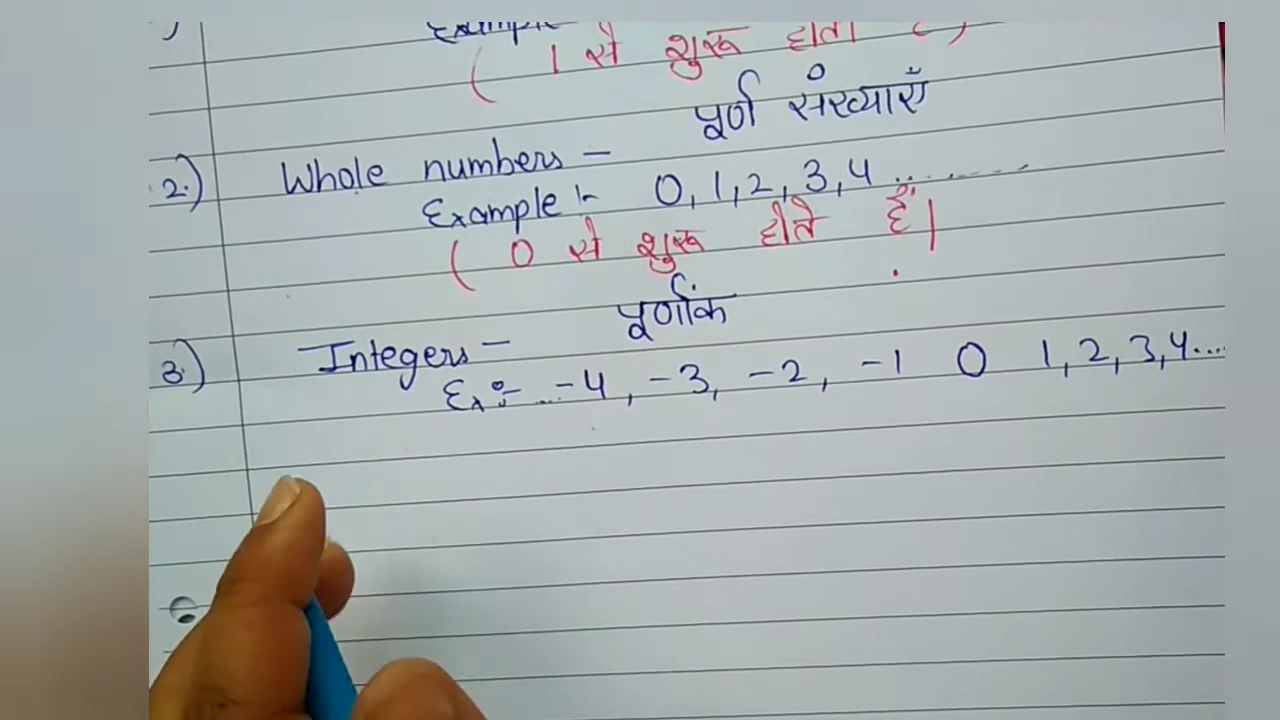 Example
( 1 से शुरू होता है )
पूर्ण संख्याएँ
2.) Whole numbers -
Example :- 0, 1, 2, 3, 4 ..........
( 0 से शुरू होते हैं।
पूर्णांक
3.) Integers -
Ex :- ... -4, -3, -2, -1 0 1, 2, 3, 4....